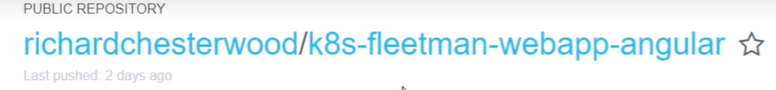 PUBLIC REPOSITORY
richardchesterwood/k8s-fleetman-webapp-angular
Last pushed: 2 days ago